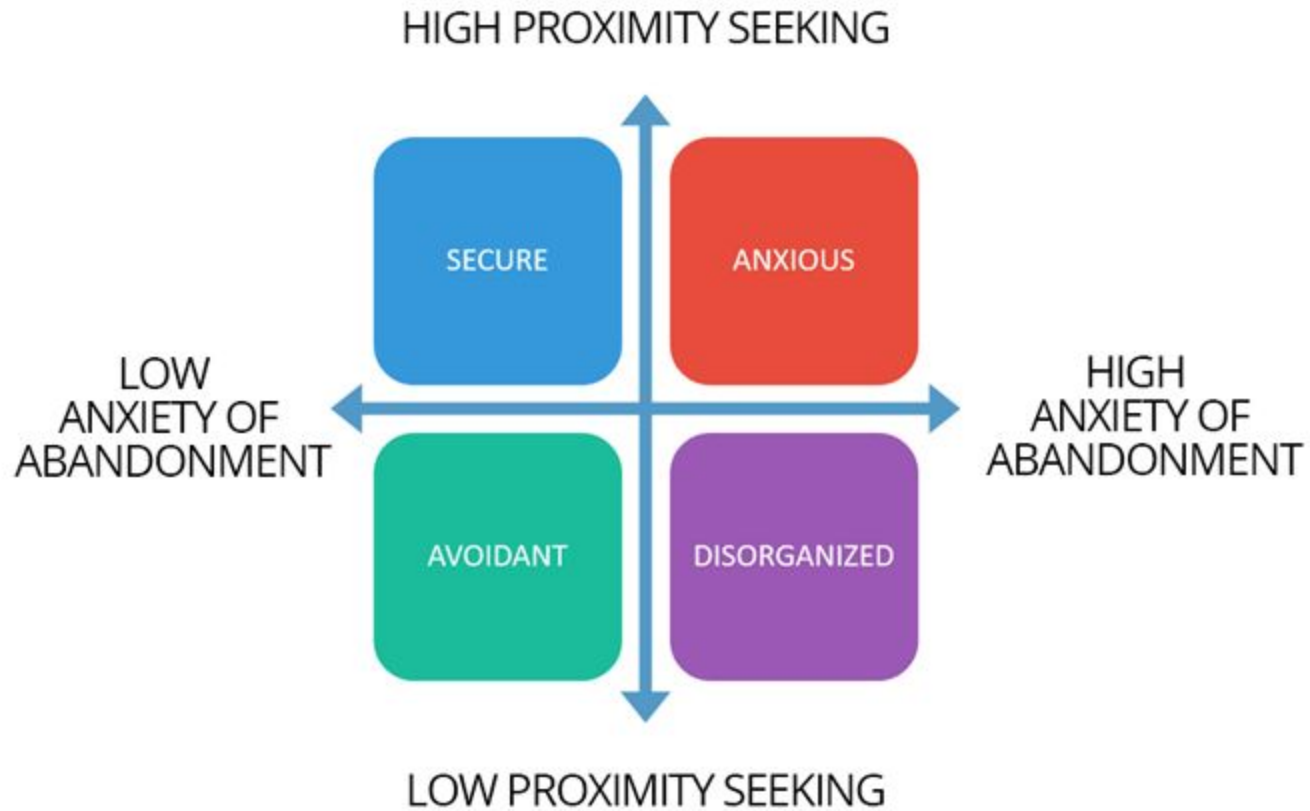 HIGH PROXIMITY SEEKING
SECURE
ANXIOUS
LOW
ANXIETY OF
ABANDONMENT
HIGH
ANXIETY OF
ABANDONMENT
AVOIDANT
DISORGANIZED
LOW PROXIMITY SEEKING